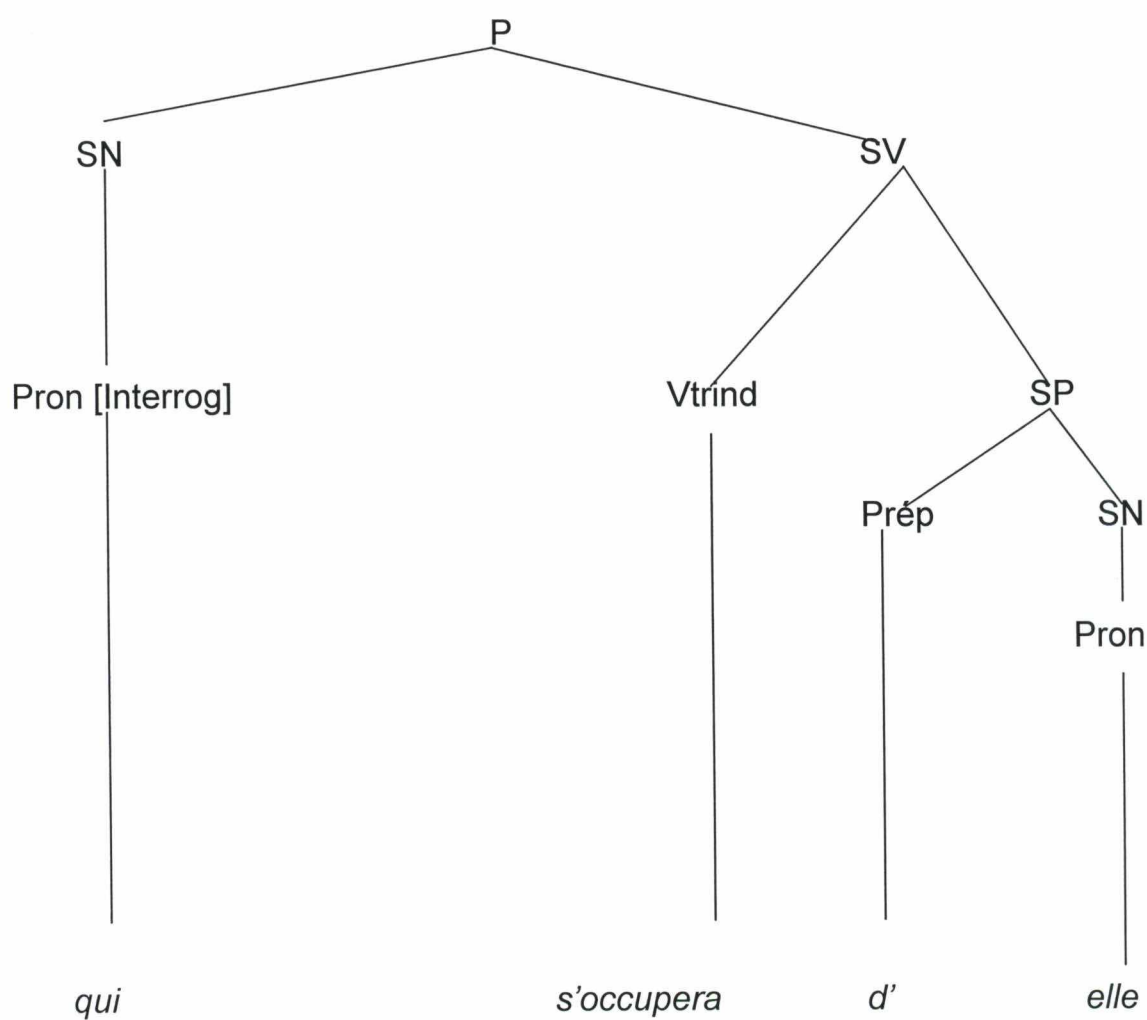 P
SN SV
Pron [Interrog] Vtrind SP
Prép SN
Pron
qui s’occupera d’ elle